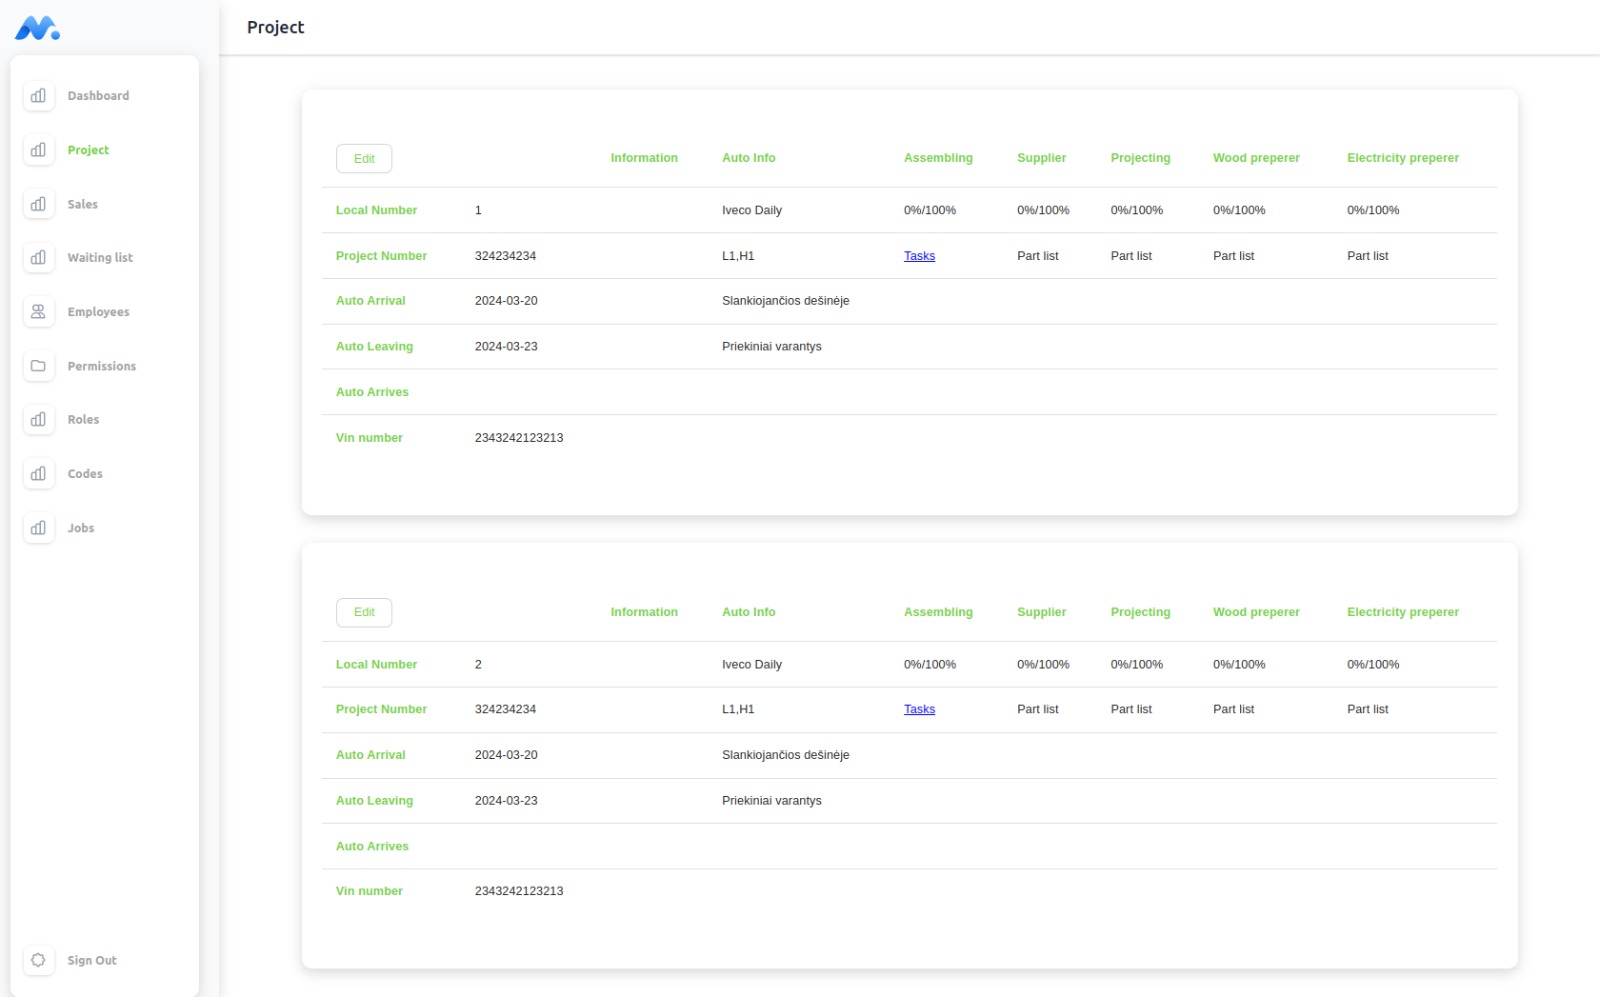 Project
Dashboard
Project
Sales
Waiting list
Employees
Permissions
Roles
Codes
Jobs
Sign Out
Edit Information Auto Info Assembling Supplier Projecting Wood preperer Electricity preperer
Local Number 1 Iveco Daily 0%/100% 0%/100% 0%/100% 0%/100% 0%/100%
Project Number 324234234 L1,H1 Tasks Part list Part list Part list Part list
Auto Arrival 2024-03-20 Slankiojančios dešinėje
Auto Leaving 2024-03-23 Priekiniai varantys
Auto Arrives
Vin number 2343242123213
Edit Information Auto Info Assembling Supplier Projecting Wood preperer Electricity preperer
Local Number 2 Iveco Daily 0%/100% 0%/100% 0%/100% 0%/100% 0%/100%
Project Number 324234234 L1,H1 Tasks Part list Part list Part list Part list
Auto Arrival 2024-03-20 Slankiojančios dešinėje
Auto Leaving 2024-03-23 Priekiniai varantys
Auto Arrives
Vin number 2343242123213